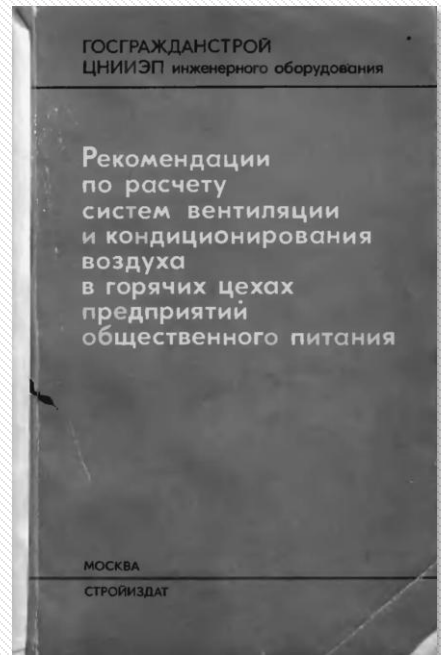 ГОСГРАЖДАНСТРОЙ
ЦНИИЭП инженерного оборудования
Рекомендации
по расчету
систем вентиляции
и кондиционирования
воздуха
в горячих цехах
предприятий
общественного питания
МОСКВА
СТРОЙИЗДАТ